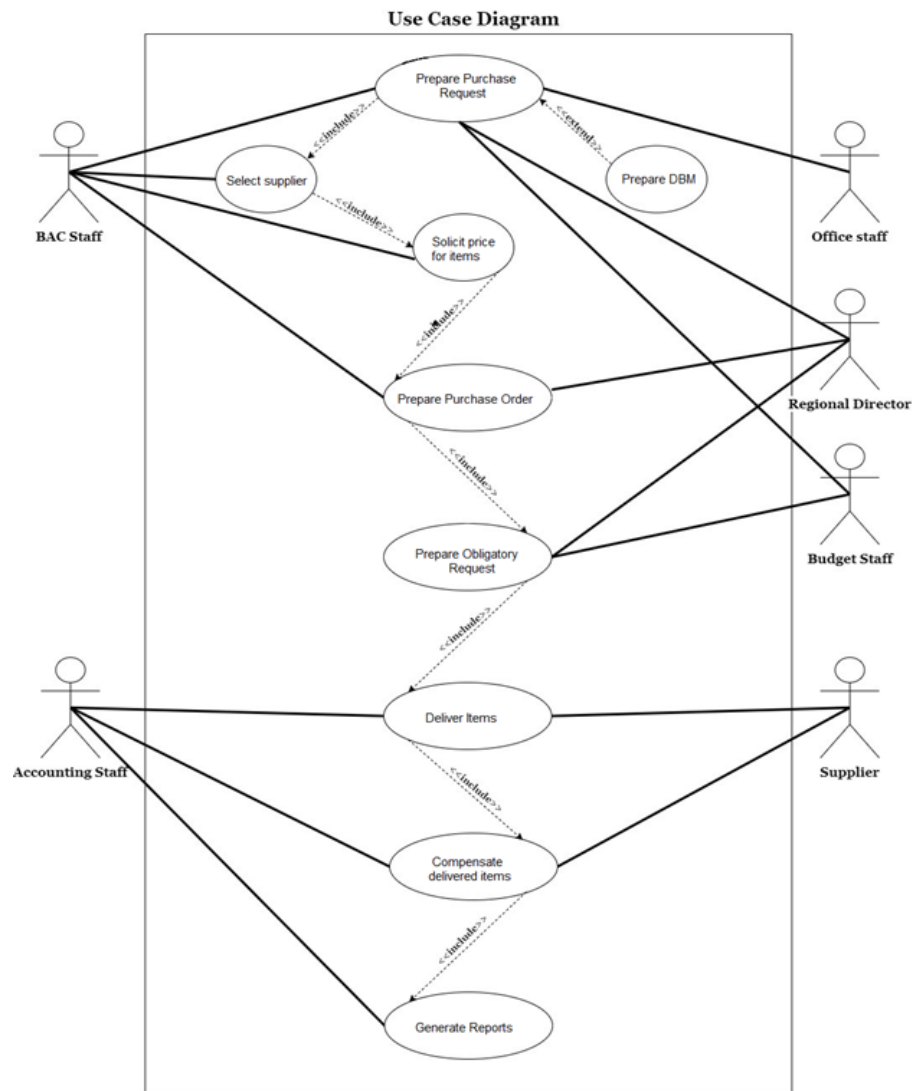 Use Case Diagram
Prepare Purchase
Request
<<include>>
<<extend>>
Select supplier
Prepare DBM
BAC Staff
Office staff
<<include>>
Solicit price
for items
<<include>>
Prepare Purchase Order
Regional Director
<<include>>
Prepare Obligatory
Request
Budget Staff
<<include>>
Deliver Items
Accounting Staff
Supplier
<<include>>
Compensate
delivered items
<<include>>
Generate Reports